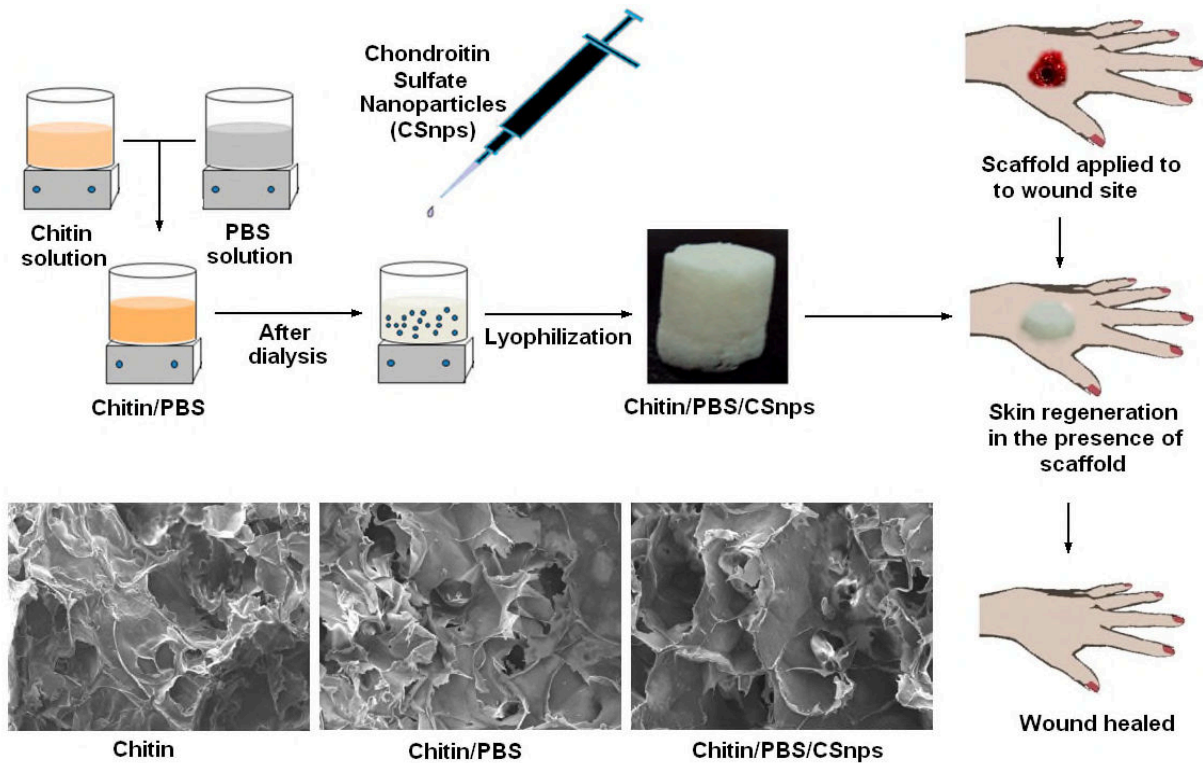 Chondroitin
Sulfate
Nanoparticles
(CSnps)
Chitin
solution
PBS
solution
Chitin/PBS
After
dialysis
Lyophilization
Chitin/PBS/CSnps
Scaffold applied to
to wound site
Skin regeneration
in the presence of
scaffold
Wound healed
Chitin
Chitin/PBS
Chitin/PBS/CSnps